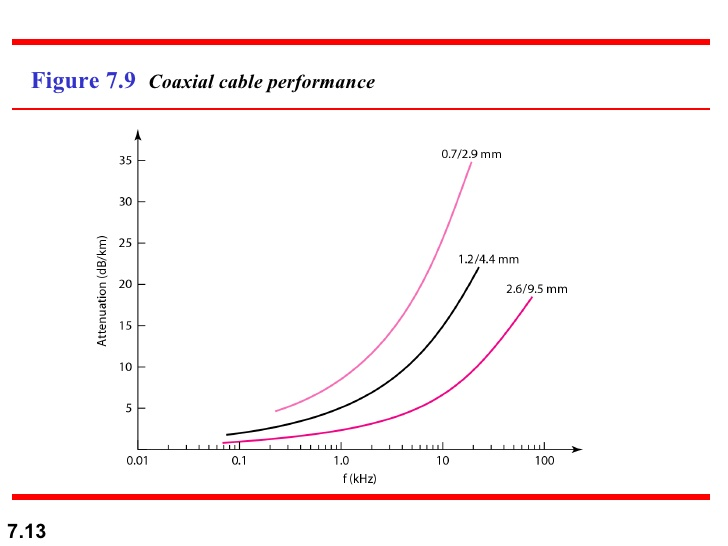 Figure 7.9 Coaxial cable performance
0.7/2.9 mm
35
30
25
1.2/4.4 mm
20
2.6/9.5 mm
15
10
5
Attenuation (dB/km)
0.01 0.1 1.0 10 100
f (kHz)
7.13